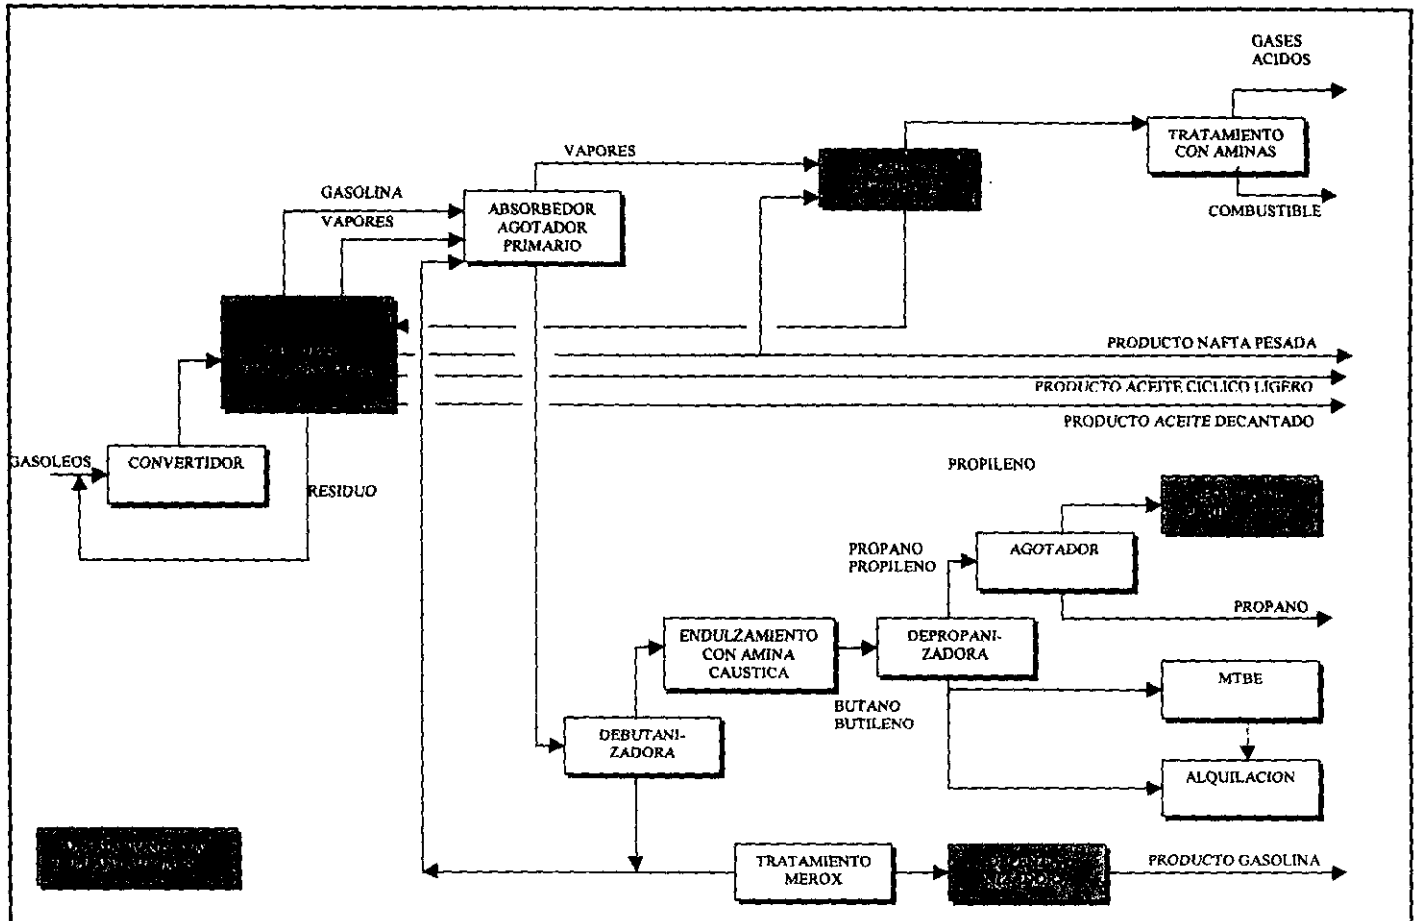 GASES
ACIDOS
TRATAMIENTO
CON AMINAS
COMBUSTIBLE
VAPORES
GASOLINA
VAPORES
ABSORBEDOR
AGOTADOR
PRIMARIO
PRODUCTO NAFTA PESADA
PRODUCTO ACEITE CICLICO LIGERO
PRODUCTO ACEITE DECANTADO
GASOLEOS
CONVERTIDOR
RESIDUO
PROPILENO
PROPANO
PROPILENO
AGOTADOR
PROPANO
ENDULZAMIENTO
CON AMINA
CAUSTICA
DEPROPANI-
ZADORA
BUTANO
BUTILENO
MTBE
DEBUTANI-
ZADORA
ALQUILACION
TRATAMIENTO
MEROX
PRODUCTO GASOLINA